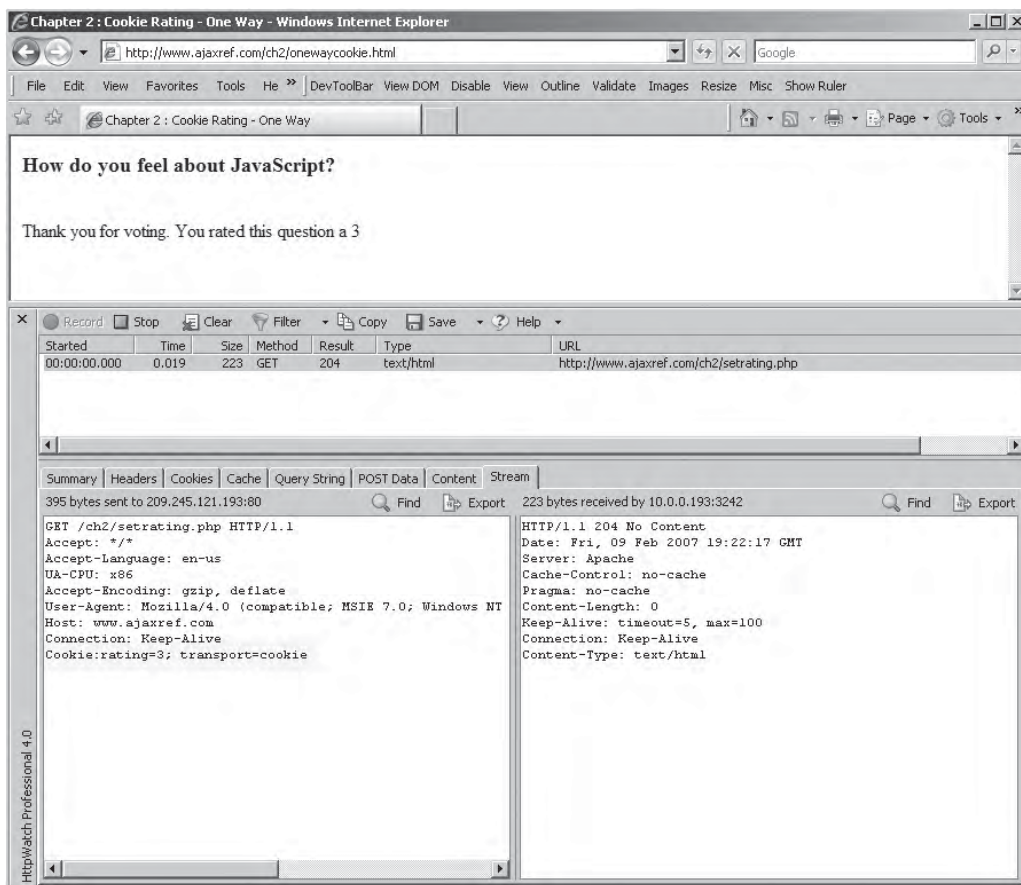 Chapter 2 : Cookie Rating - One Way - Windows Internet Explorer
http://www.ajaxref.com/ch2/onewaycookie.html
Google
File Edit View Favorites Tools He » DevToolBar View DOM Disable View Outline Validate Images Resize Misc Show Ruler
Chapter 2 : Cookie Rating - One Way
Page Tools »
How do you feel about JavaScript?
Thank you for voting. You rated this question a 3
Record Stop Clear Filter Copy Save Help
Started Time Size Method Result Type URL
00:00:00.000 0.019 223 GET 204 text/html http://www.ajaxref.com/ch2/setrating.php
Summary Headers Cookies Cache Query String POST Data Content Stream
395 bytes sent to 209.245.121.193:80 Find Export
GET /ch2/setrating.php HTTP/1.1
Accept: */*
Accept-Language: en-us
UA-CPU: x86
Accept-Encoding: gzip, deflate
User-Agent: Mozilla/4.0 (compatible; MSIE 7.0; Windows NT
Host: www.ajaxref.com
Connection: Keep-Alive
Cookie:rating=3; transport=cookie
223 bytes received by 10.0.0.193:3242 Find Export
HTTP/1.1 204 No Content
Date: Fri, 09 Feb 2007 19:22:17 GMT
Server: Apache
Cache-Control: no-cache
Pragma: no-cache
Content-Length: 0
Keep-Alive: timeout=5, max=100
Connection: Keep-Alive
Content-Type: text/html
HttpWatch Professional 4.0